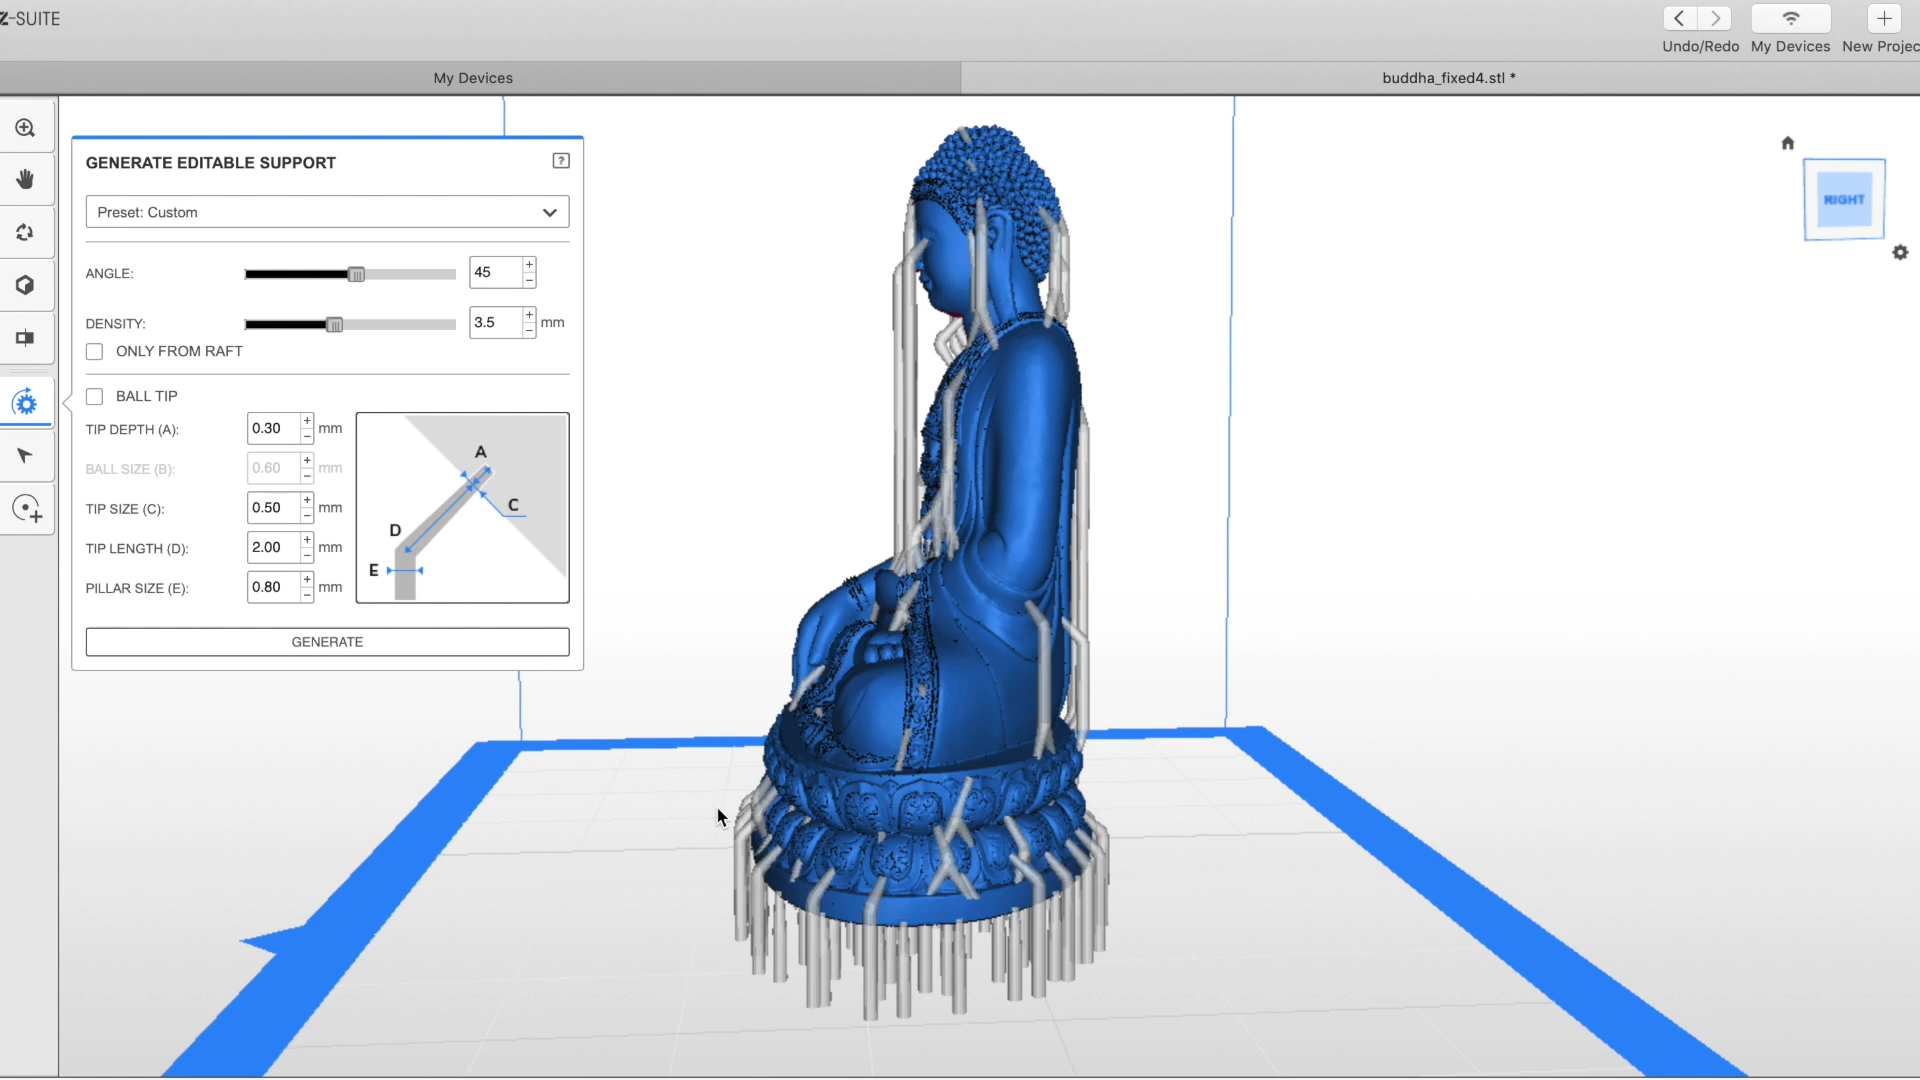 Z-SUITE
Undo/Redo
My Devices
New Projec
My Devices
buddha_fixed4.stl *
GENERATE EDITABLE SUPPORT
?
Preset: Custom
ANGLE:
45
+
−
DENSITY:
3.5
+
−
mm
ONLY FROM RAFT
BALL TIP
TIP DEPTH (A):
0.30
+
−
mm
BALL SIZE (B):
0.60
+
−
mm
TIP SIZE (C):
0.50
+
−
mm
TIP LENGTH (D):
2.00
+
−
mm
PILLAR SIZE (E):
0.80
+
−
mm
A
C
D
E
GENERATE
RIGHT